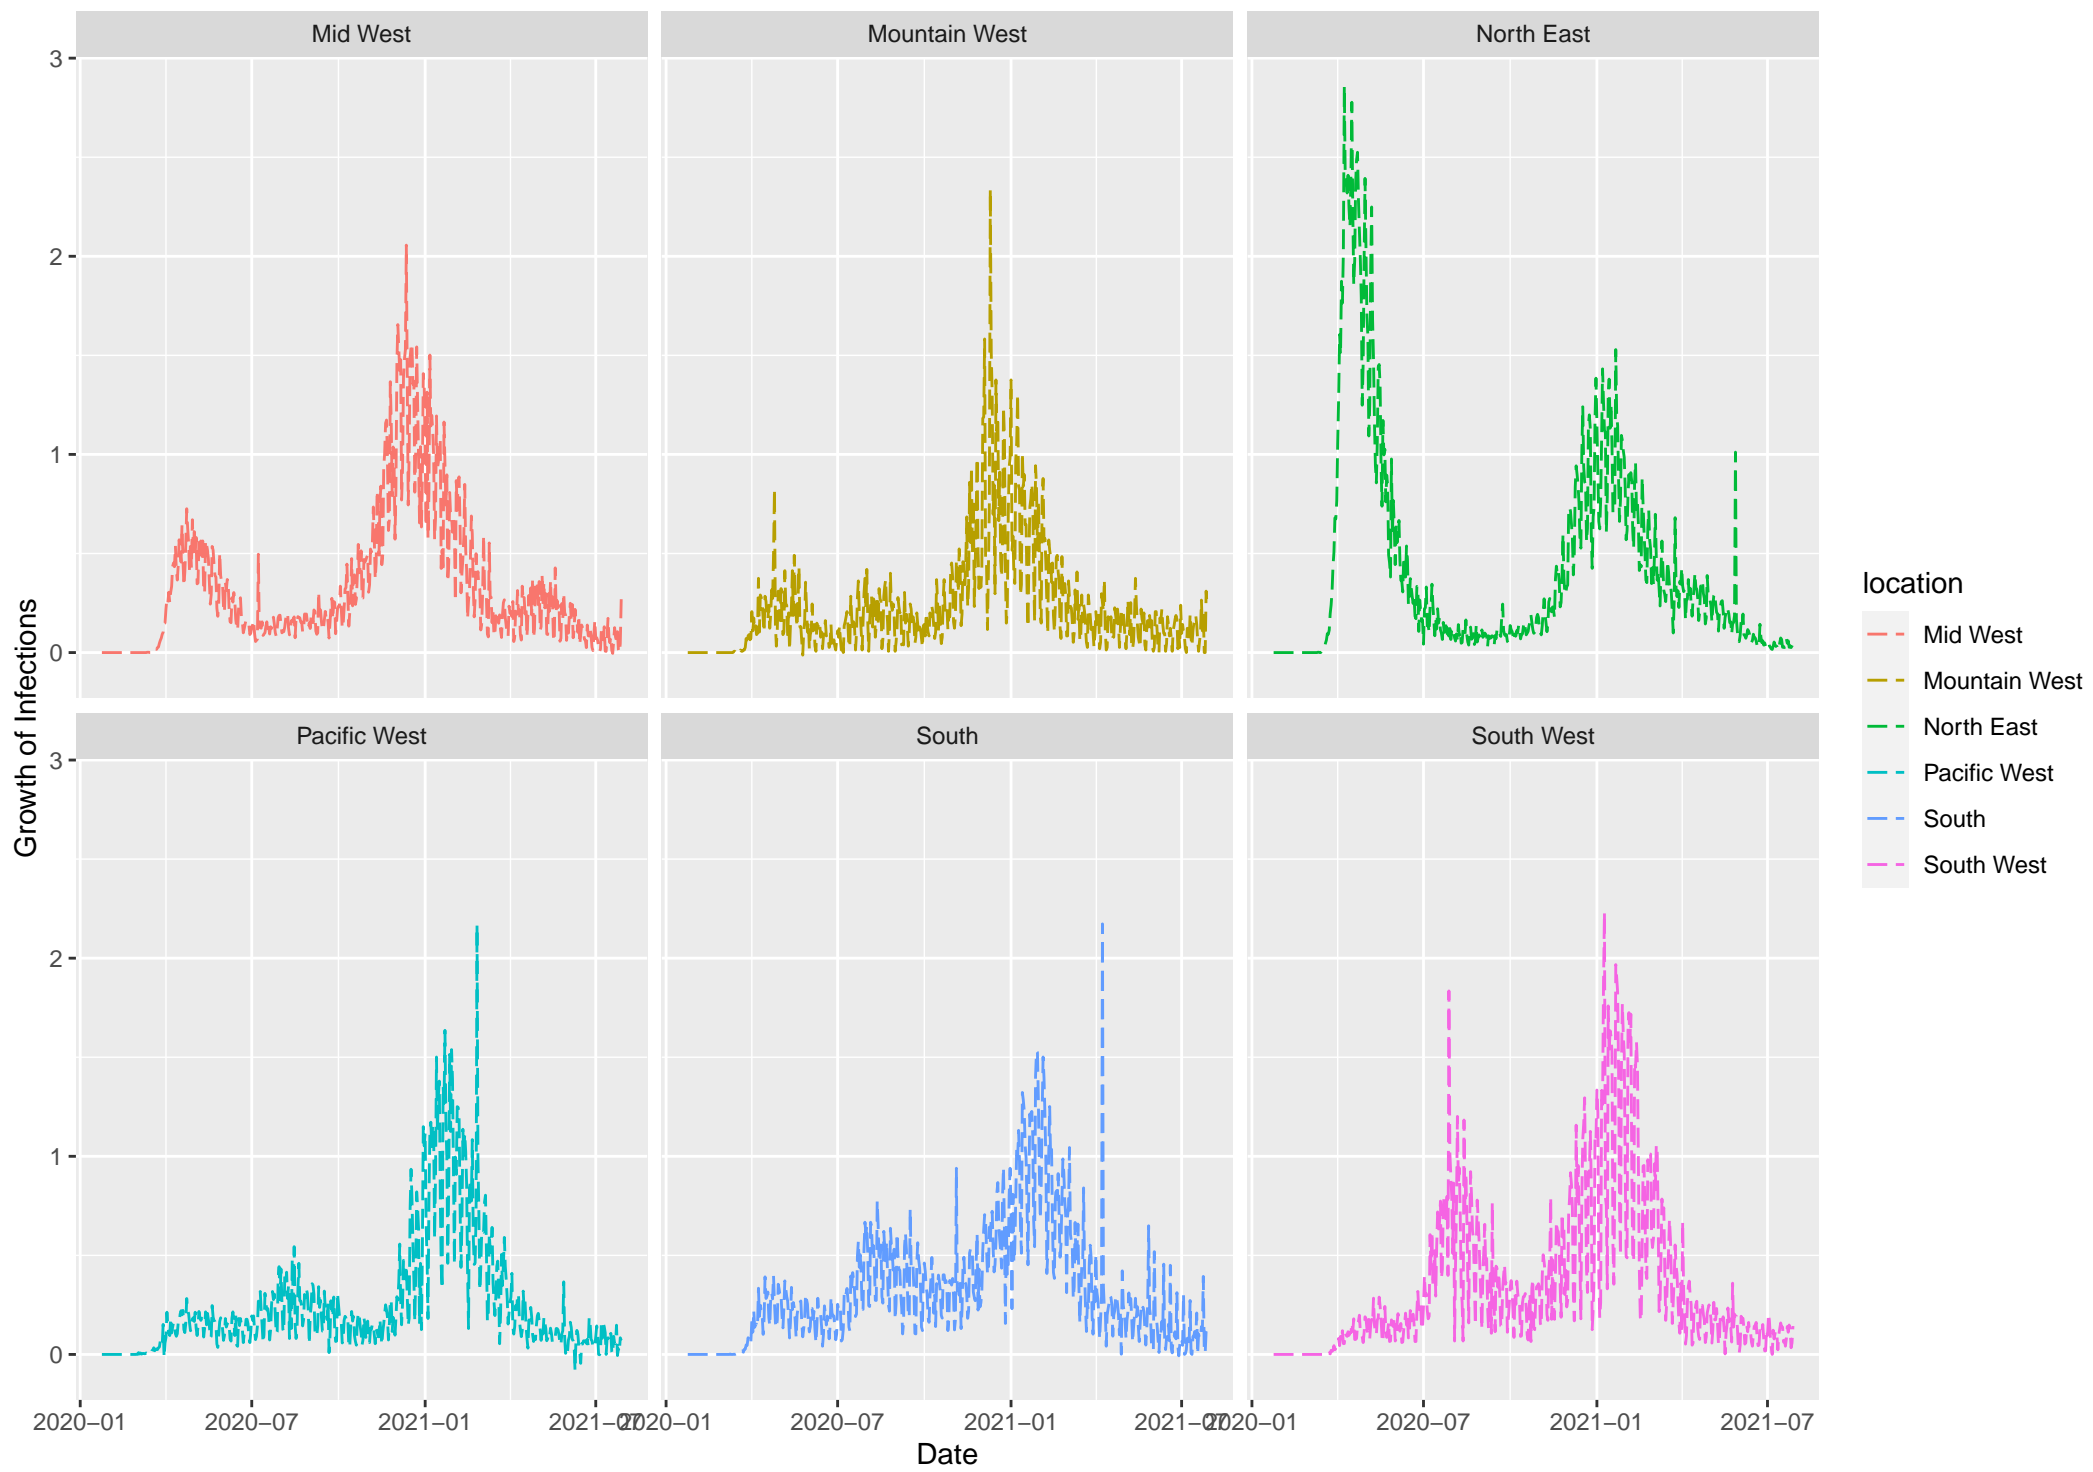 Mid West
Mountain West
North East
3
2
1
0
Pacific West
South
South West
3
2
1
0
2020–01
2020–07
2021–01
2021–07
2020–01
2020–07
2021–01
2021–07
2020–01
2020–07
2021–01
2021–07
Date
Growth of Infections
location
Mid West
Mountain West
North East
Pacific West
South
South West